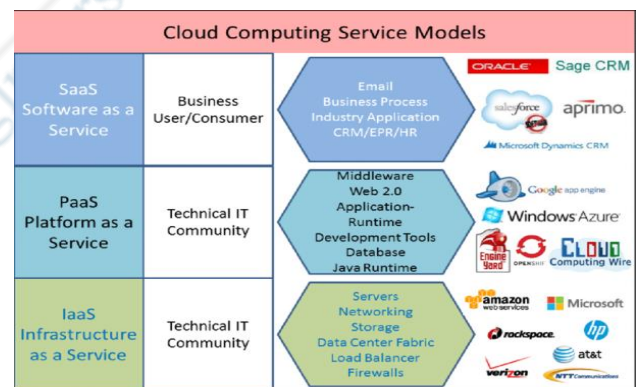 Cloud Computing Service Models
SaaS
Software as a
Service
Business
User/Consumer
Email
Business Process
Industry Application
CRM/EPR/HR
ORACLE
Sage CRM
salesforce
aprimo
Microsoft Dynamics CRM
PaaS
Platform as a
Service
Technical IT
Community
Middleware
Web 2.0
Application-
Runtime
Development Tools
Database
Java Runtime
Google app engine
Windows Azure
Engine
Yard
OPENSHIFT
CLOUD
Computing Wire
IaaS
Infrastructure
as a Service
Technical IT
Community
Servers
Networking
Storage
Data Center Fabric
Load Balancer
Firewalls
amazon
webservices
Microsoft
rackspace.
hp
at&t
verizon
NTT Communications